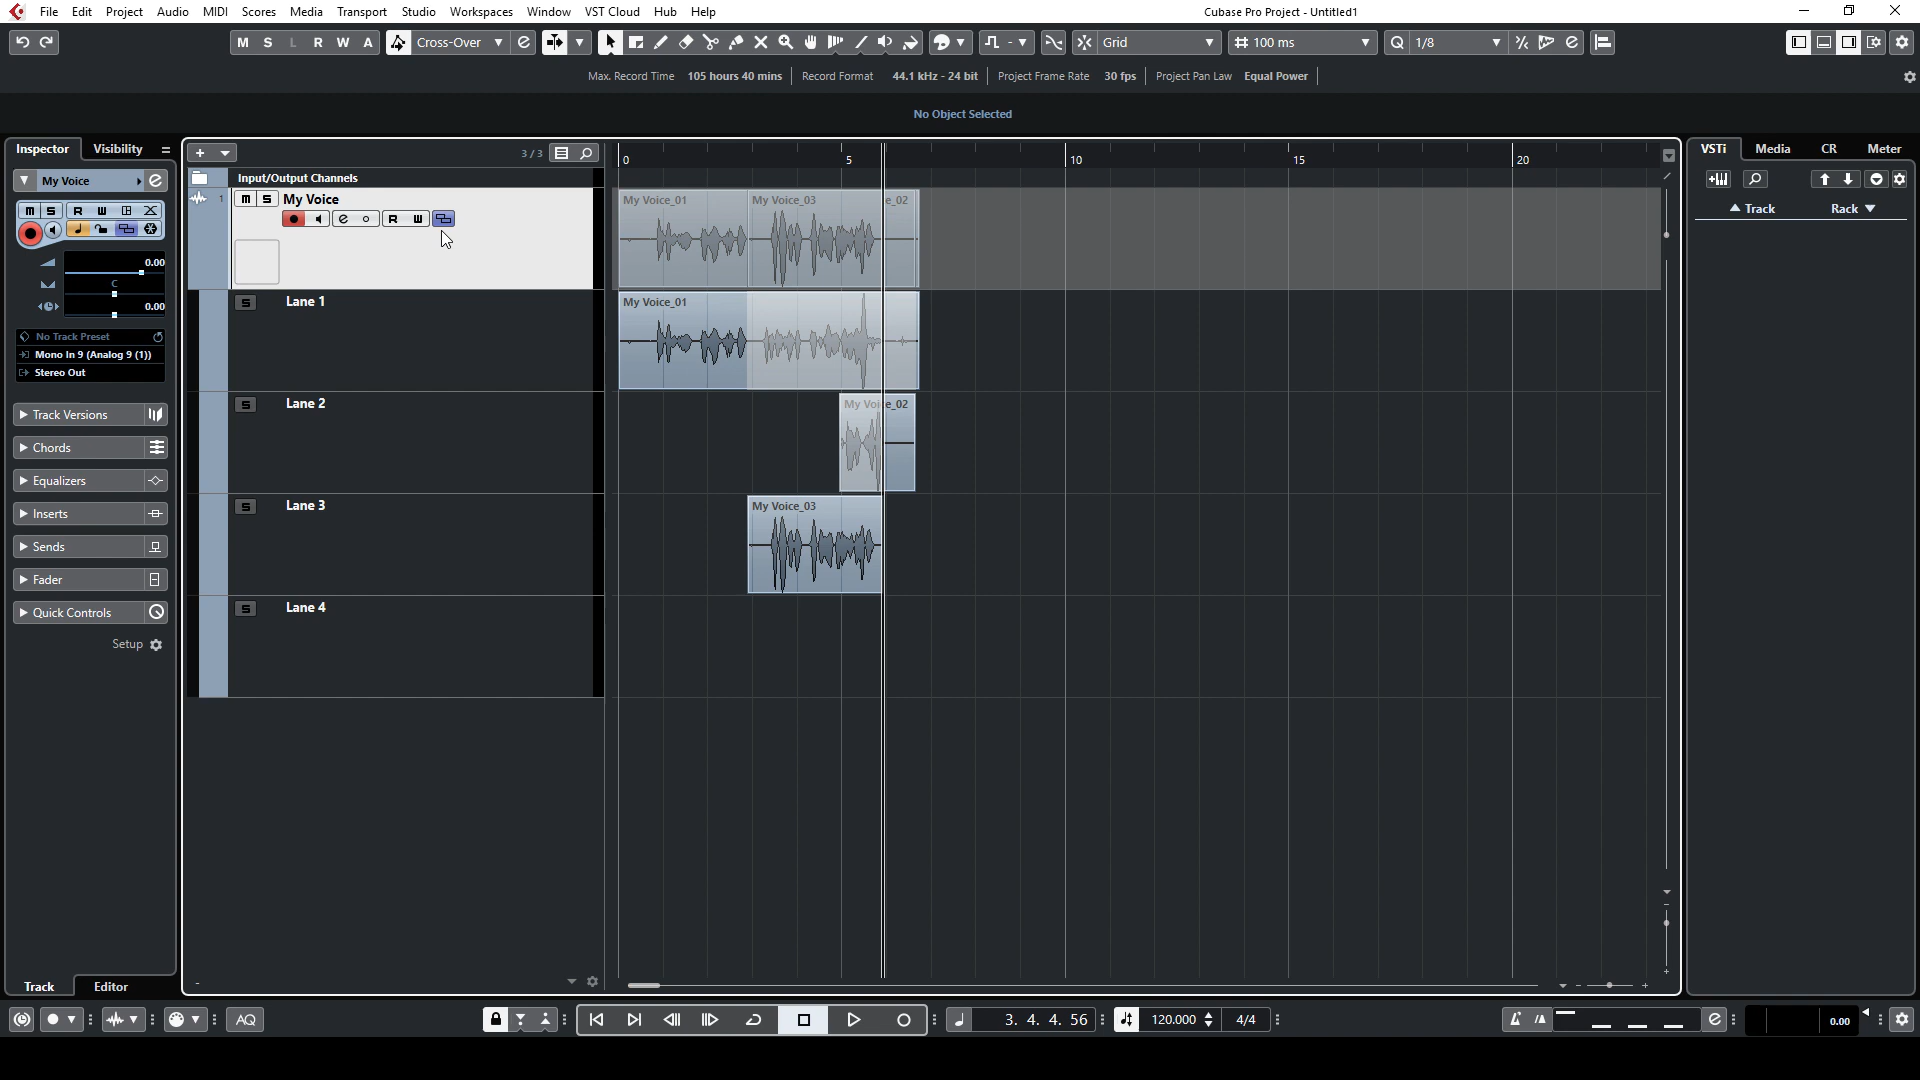 File Edit Project Audio MIDI Scores Media Transport Studio Workspaces Window VST Cloud Hub Help
Cubase Pro Project - Untitled1
M S L R W A Cross-Over Grid 100 ms Q 1/8
Max. Record Time 105 hours 40 mins Record Format 44.1 kHz - 24 bit Project Frame Rate 30 fps Project Pan Law Equal Power
No Object Selected
Inspector Visibility
3 / 3
0 5 10 15 20
VSTi Media CR Meter
Input/Output Channels
My Voice
1 M S My Voice
R W
My Voice_01 My Voice_03 e_02
Track Rack
M S R W
0.00
C
0.00
Lane 1
S
My Voice_01
No Track Preset
Mono In 9 (Analog 9 (1))
Stereo Out
Lane 2
S
My Voi e_02
Track Versions
Chords
Equalizers
Lane 3
S
My Voice_03
Inserts
Sends
Fader
Lane 4
S
Quick Controls
Setup
Track Editor
AQ
3. 4. 4. 56
120.000
4/4
0.00